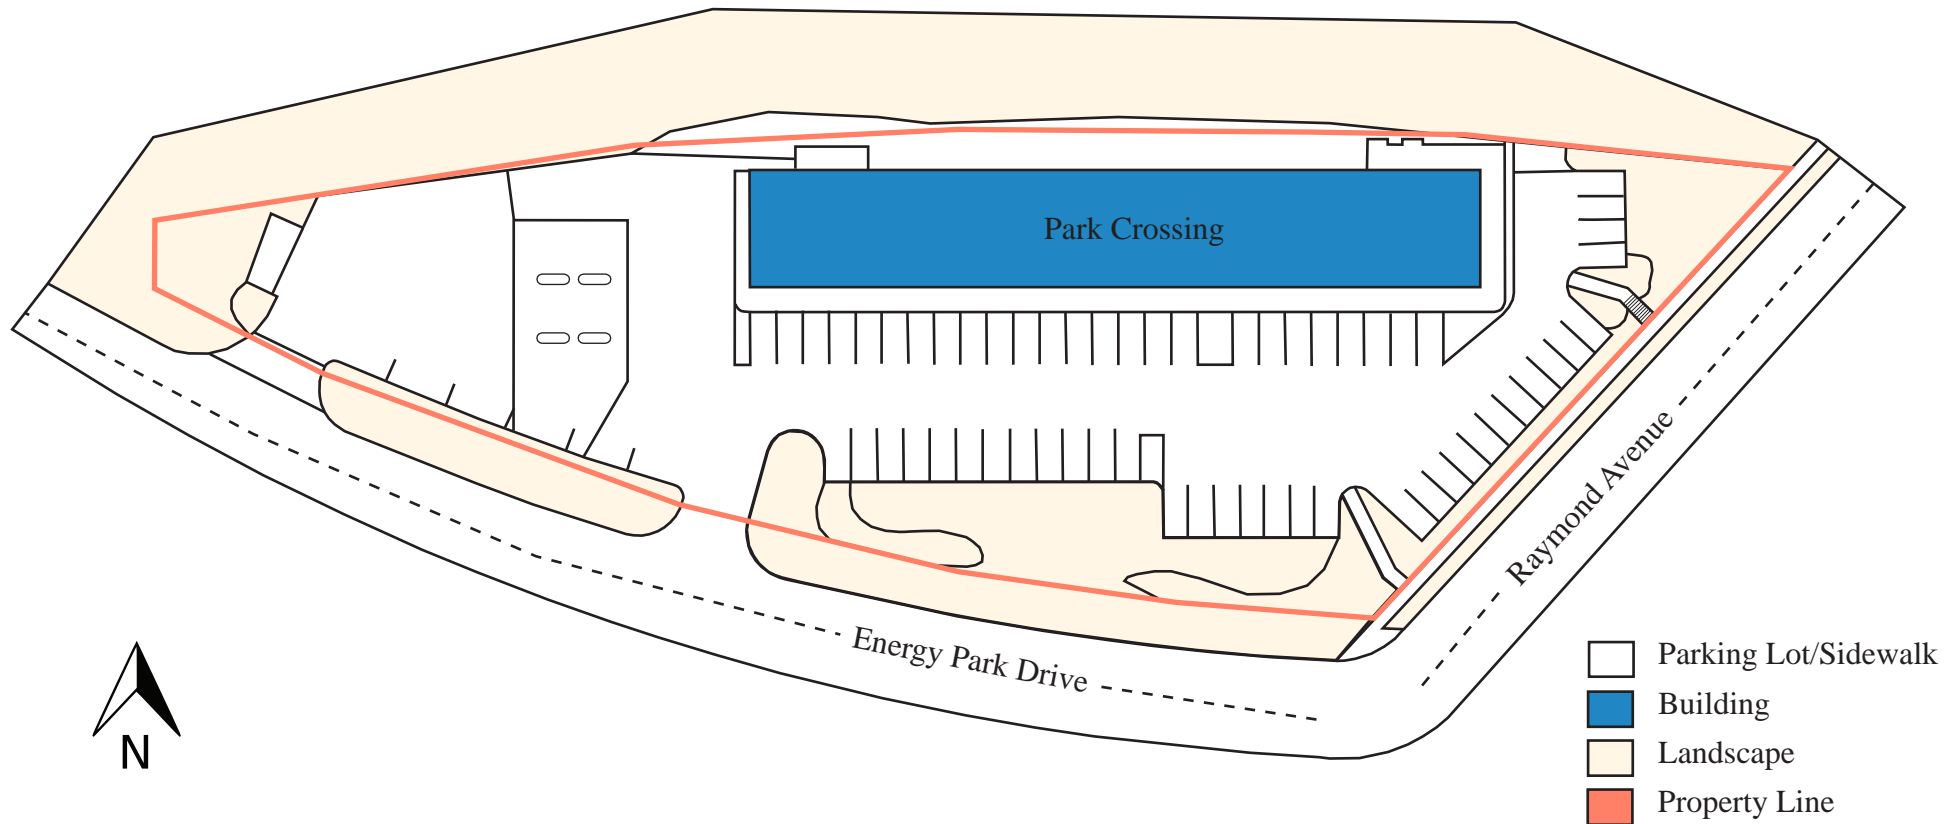 Park Crossing
Raymond Avenue
Energy Park Drive
N
Parking Lot/Sidewalk
Building
Landscape
Property Line